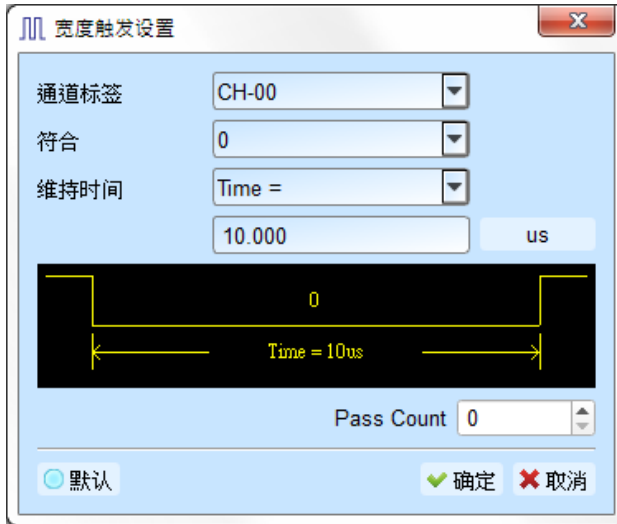 宽度触发设置
通道标签 CH-00
符合 0
维持时间 Time =
10.000 us
0
Time = 10us
Pass Count 0
默认 确定 取消